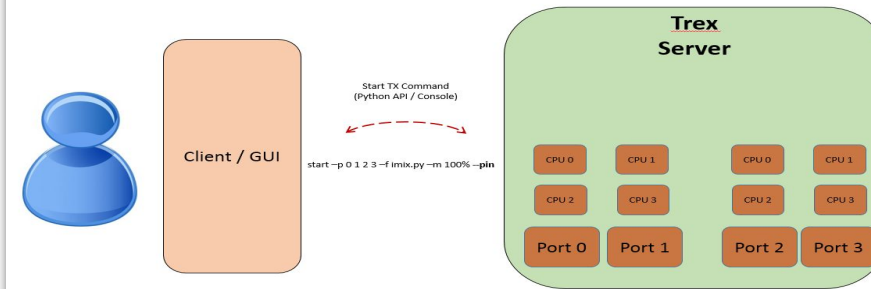 Trex
Server
Start TX Command
(Python API / Console)
Client / GUI
start –p 0 1 2 3 –f imix.py –m 100% --pin
CPU 0
CPU 1
CPU 0
CPU 1
CPU 2
CPU 3
CPU 2
CPU 3
Port 0
Port 1
Port 2
Port 3